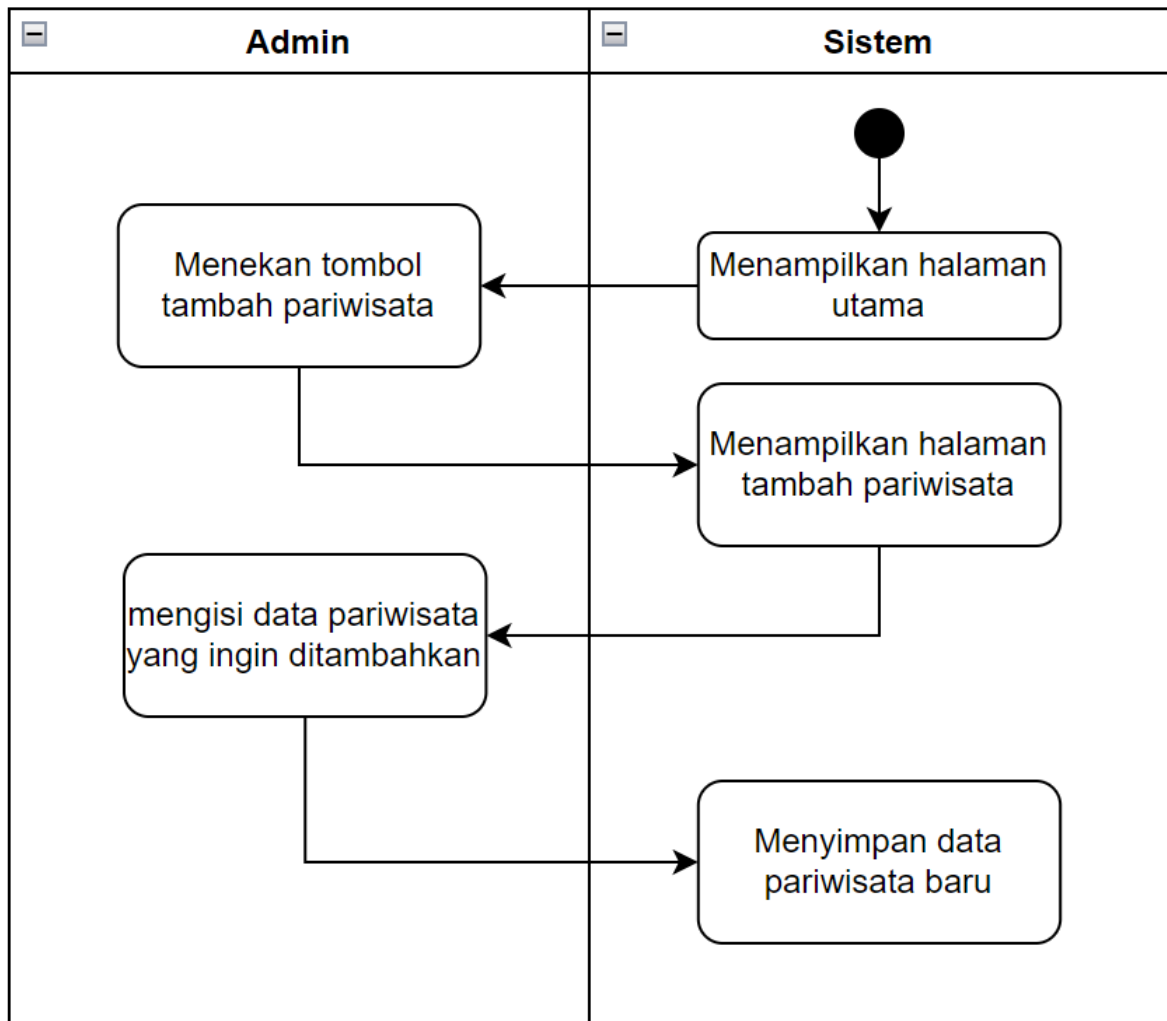 Admin
Sistem
Menampilkan halaman
utama
Menekan tombol
tambah pariwisata
Menampilkan halaman
tambah pariwisata
mengisi data pariwisata
yang ingin ditambahkan
Menyimpan data
pariwisata baru